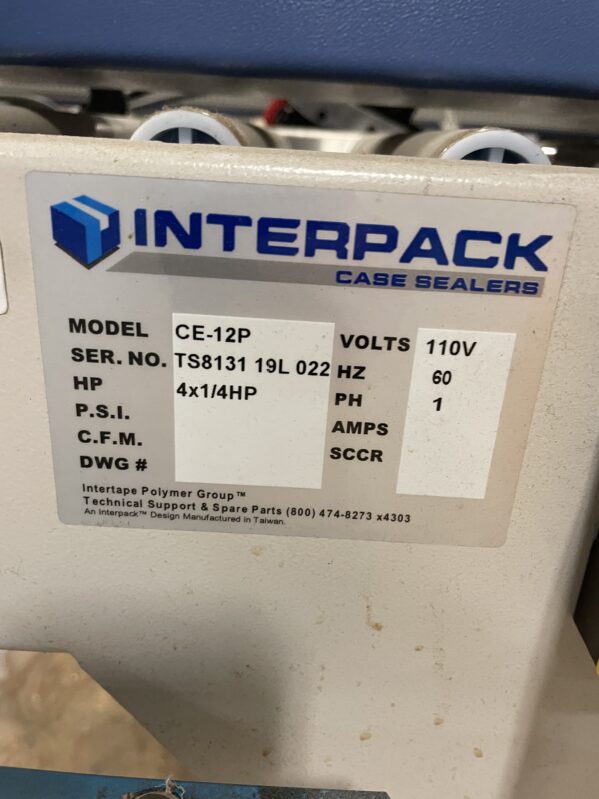 INTERPACK
CASE SEALERS
MODEL CE-12P VOLTS 110V
SER. NO. TS8131 19L 022 HZ 60
HP 4x1/4HP PH 1
P.S.I. AMPS
C.F.M. SCCR
DWG #
Intertape Polymer Group™
Technical Support & Spare Parts (800) 474-8273 x4303
An Interpack™ Design Manufactured in Taiwan.